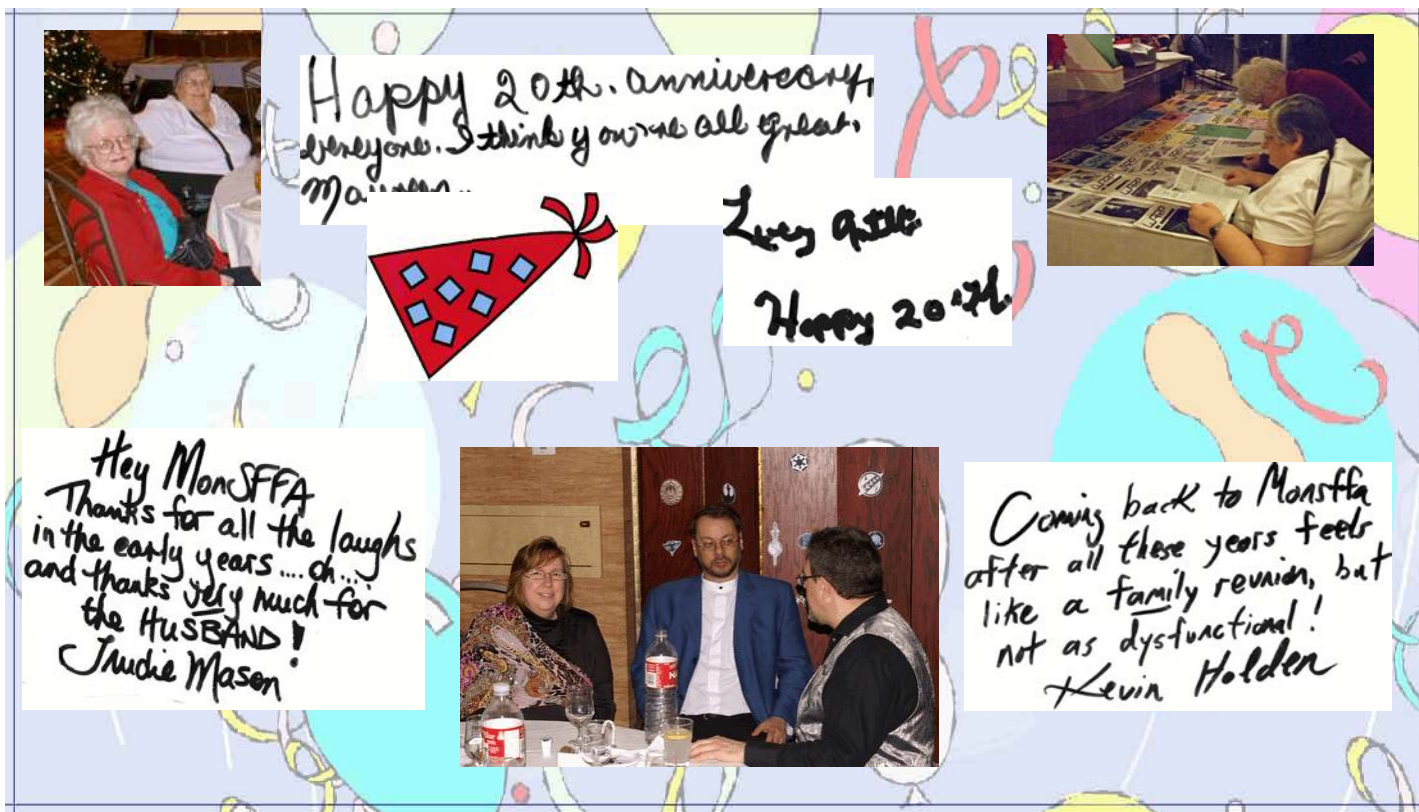 Happy 20th. anniversary,
everyone. I think you're all great.
Happy 20th.
Hey MonSFFA
Thanks for all the laughs
in the early years .... oh...
and thanks very much for
the HUSBAND!
Trudie Mason
Coming back to Monsffa
after all these years feels
like a family reunion, but
not as dysfunctional!
Kevin Holden